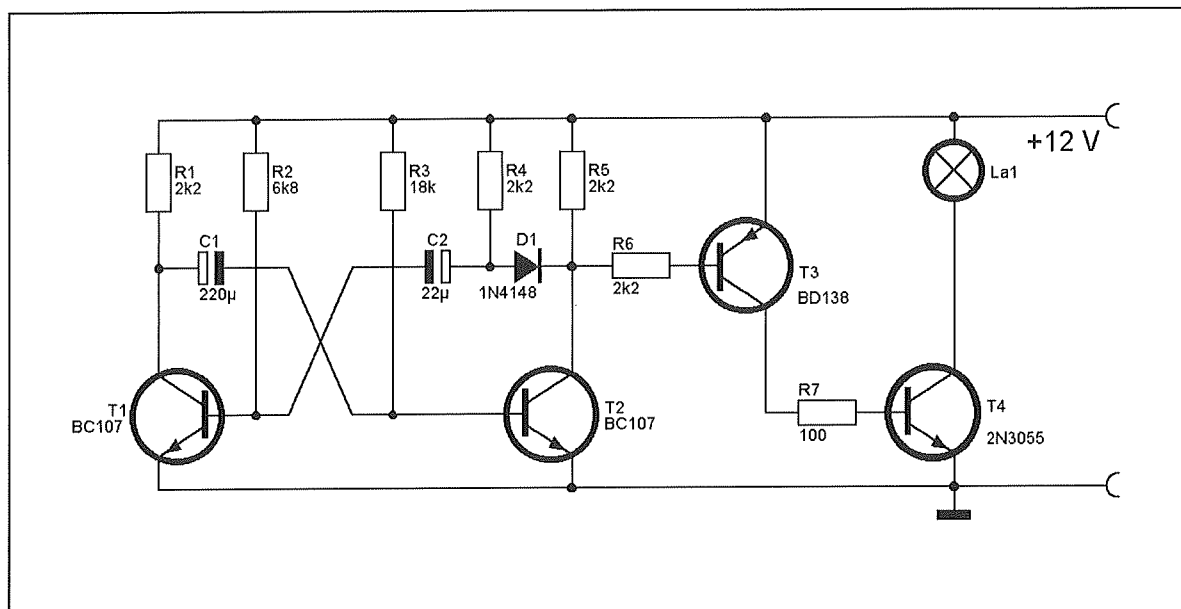 +12 V
R1
2k2
R2
6k8
R3
18k
R4
2k2
R5
2k2
La1
C1
220µ
C2
22µ
D1
1N4148
R6
2k2
T3
BD138
T1
BC107
T2
BC107
R7
100
T4
2N3055